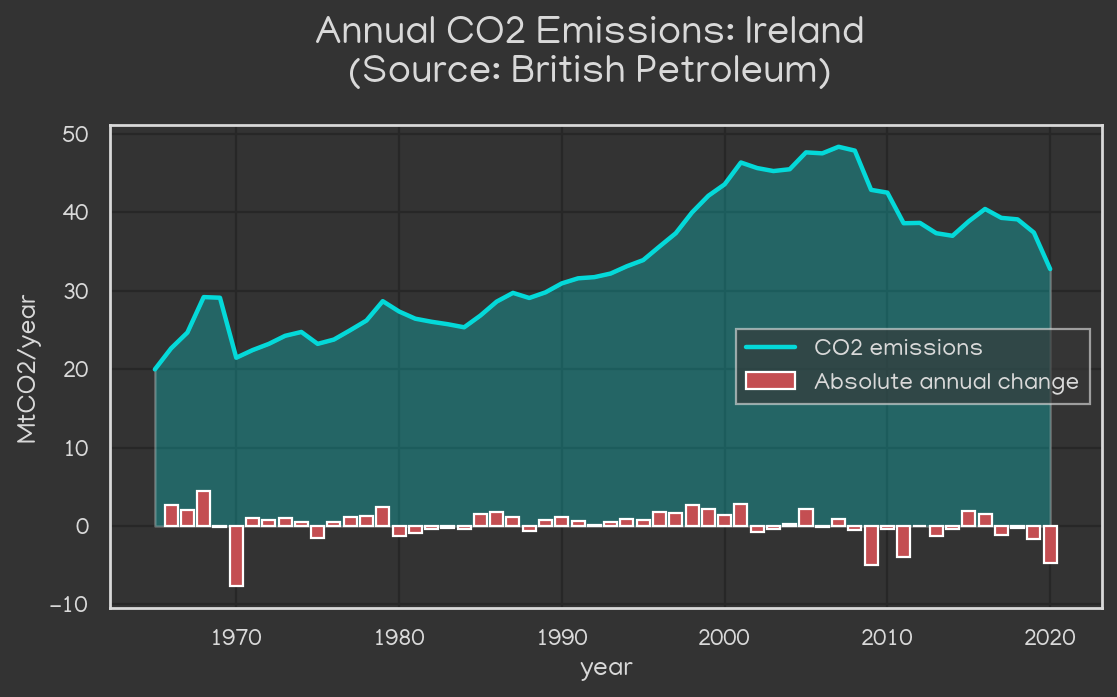 Annual CO2 Emissions: Ireland
(Source: British Petroleum)
50
40
30
20
10
0
−10
MtCO2/year
CO2 emissions
Absolute annual change
1970 1980 1990 2000 2010 2020
year